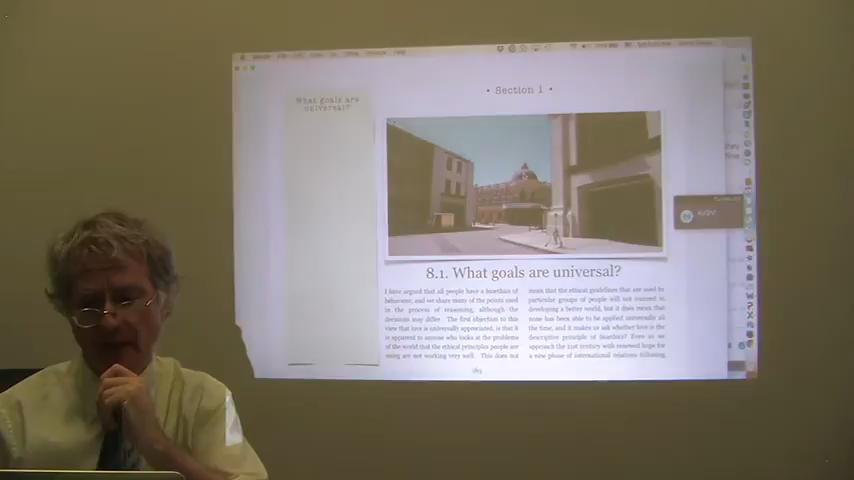 • Section 1 •
What goals are
universal?
8.1. What goals are universal?
I have argued that all people have a bioethics of
behaviour, and we share many of the points used
in the process of reasoning, although the
decisions may differ. The first objection to this
view that love is universally appreciated, is that it
is apparent to anyone who looks at the problems
of the world that the ethical principles people are
using are not working very well. This does not
mean that the ethical guidelines that are used by
particular groups of people will not succeed in
developing a better world, but it does mean that
none has been able to be applied universally all
the time, and it makes us ask whether love is the
descriptive principle of bioethics? Even as we
approach the 21st century with renewed hope for
a new phase of international relations following